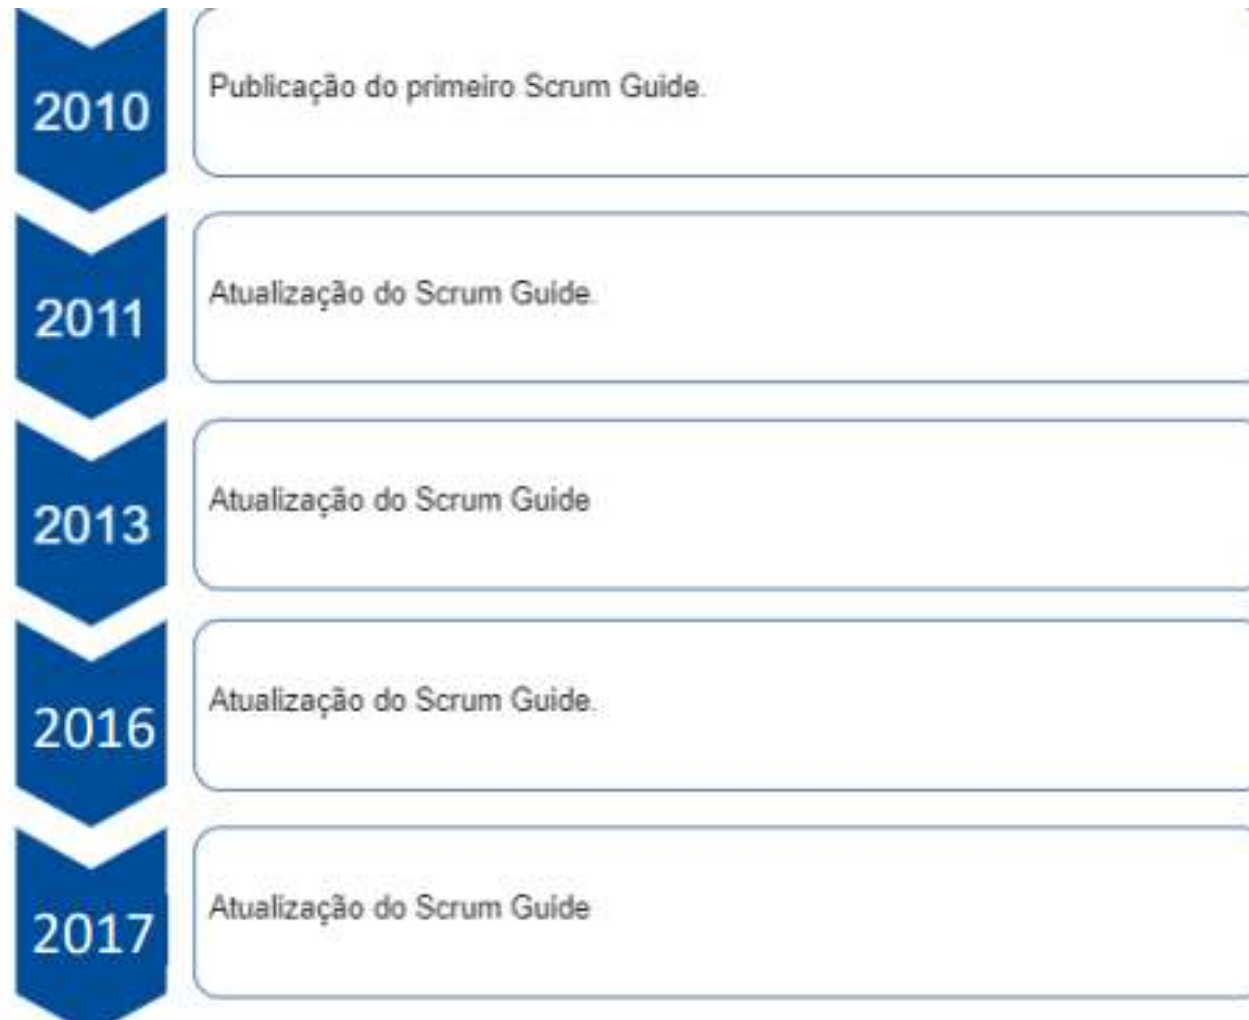 2010
Publicação do primeiro Scrum Guide.
2011
Atualização do Scrum Guide.
2013
Atualização do Scrum Guide
2016
Atualização do Scrum Guide.
2017
Atualização do Scrum Guide